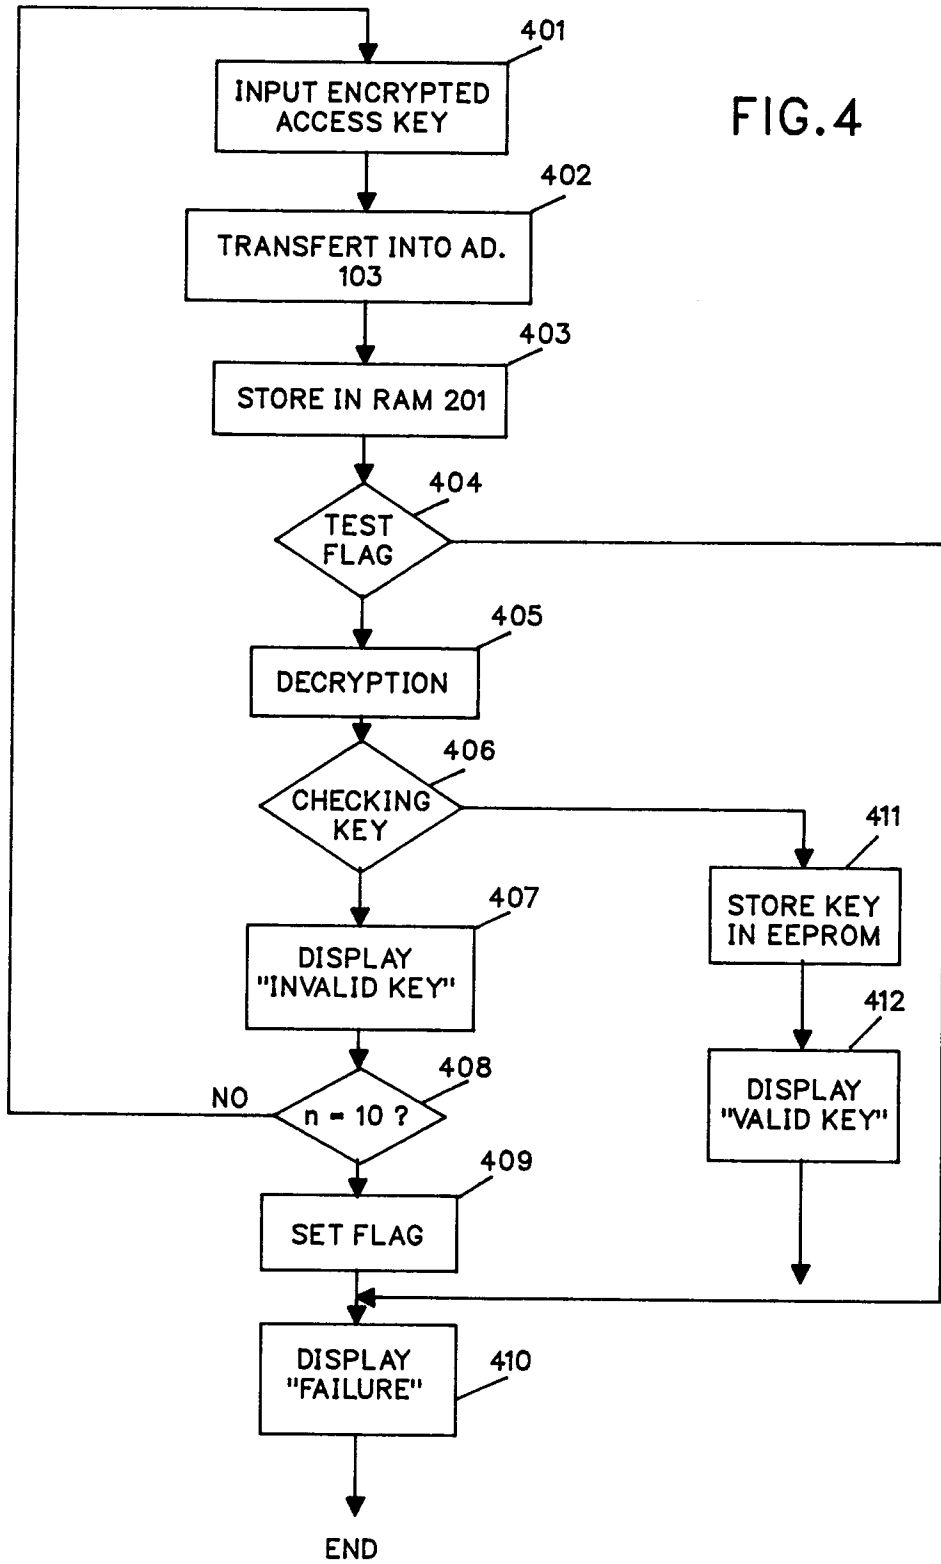 401
INPUT ENCRYPTED
ACCESS KEY
FIG.4
402
TRANSFERT INTO AD.
103
403
STORE IN RAM 201
404
TEST
FLAG
405
DECRYPTION
406
CHECKING
KEY
411
STORE KEY
IN EEPROM
407
DISPLAY
"INVALID KEY"
412
DISPLAY
"VALID KEY"
408
NO
n = 10 ?
409
SET FLAG
DISPLAY
"FAILURE"
410
END